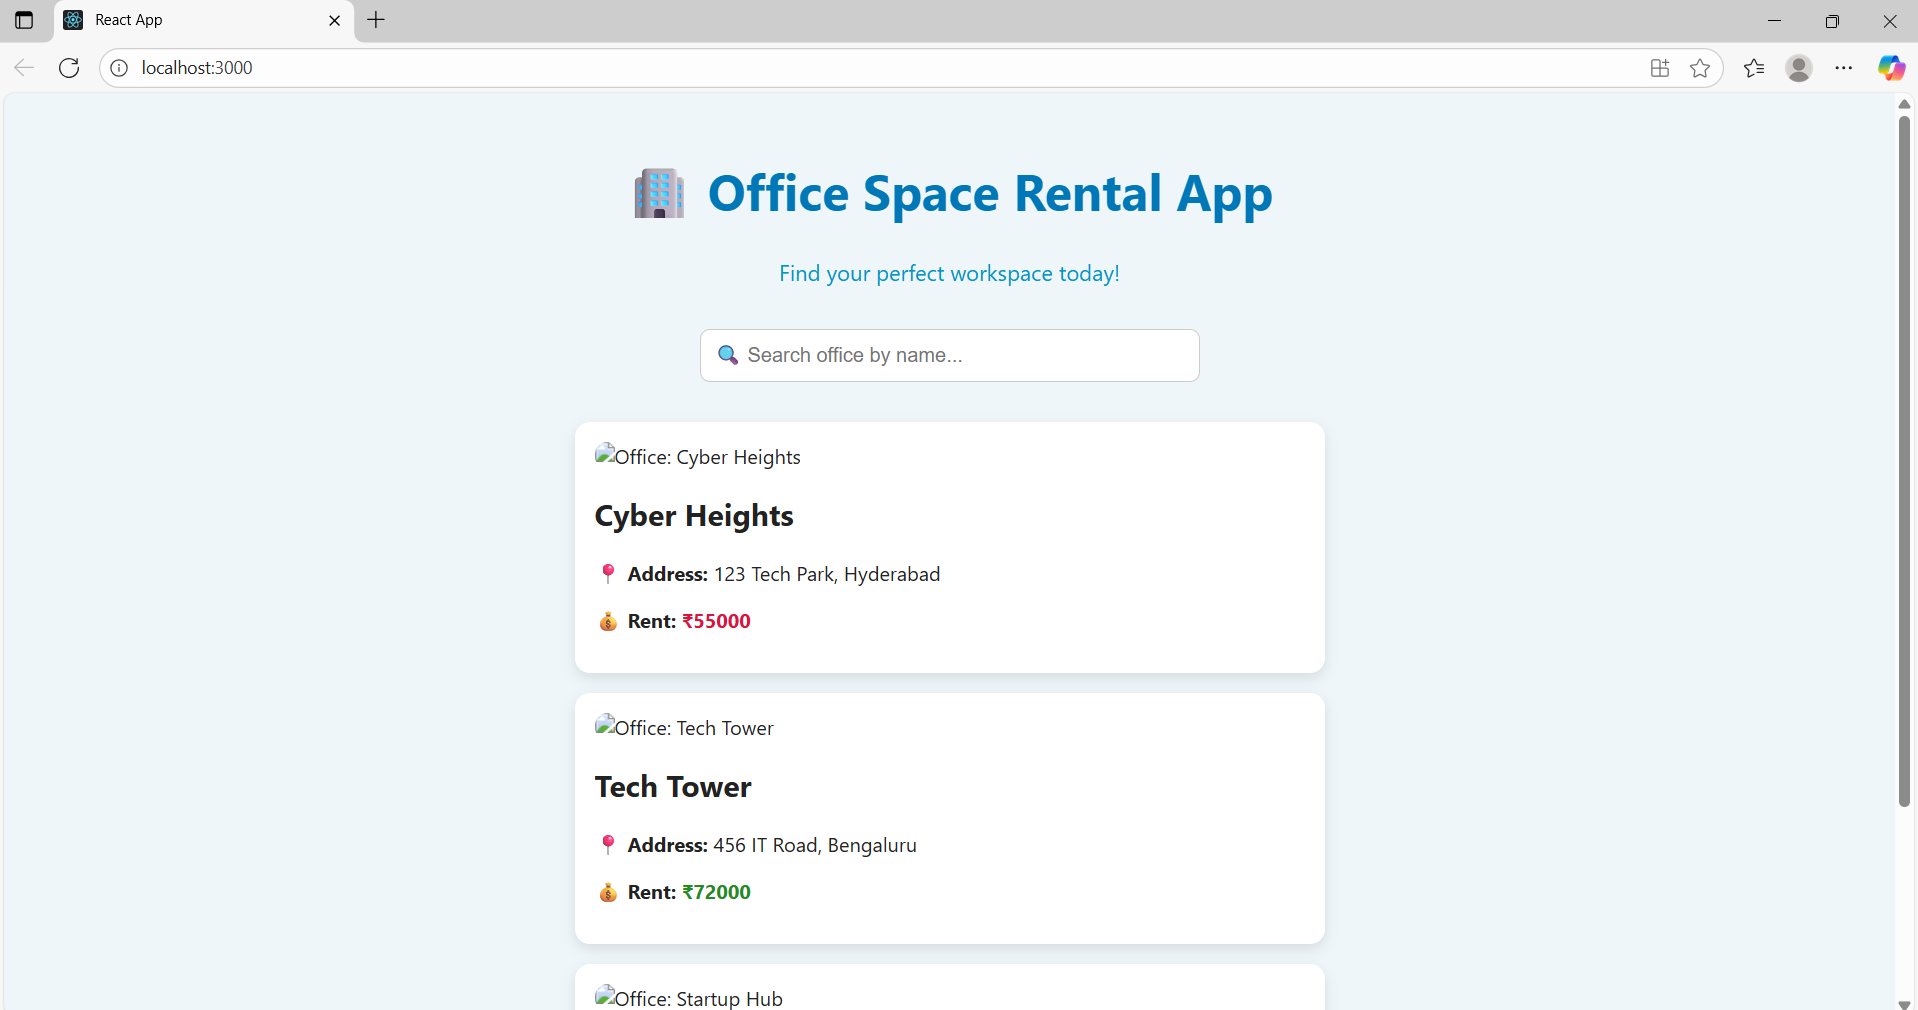 React App
localhost:3000
🏢 Office Space Rental App
Find your perfect workspace today!
🔍 Search office by name...
Office: Cyber Heights
Cyber Heights
📍 Address: 123 Tech Park, Hyderabad
💰 Rent: ₹55000
Office: Tech Tower
Tech Tower
📍 Address: 456 IT Road, Bengaluru
💰 Rent: ₹72000
Office: Startup Hub